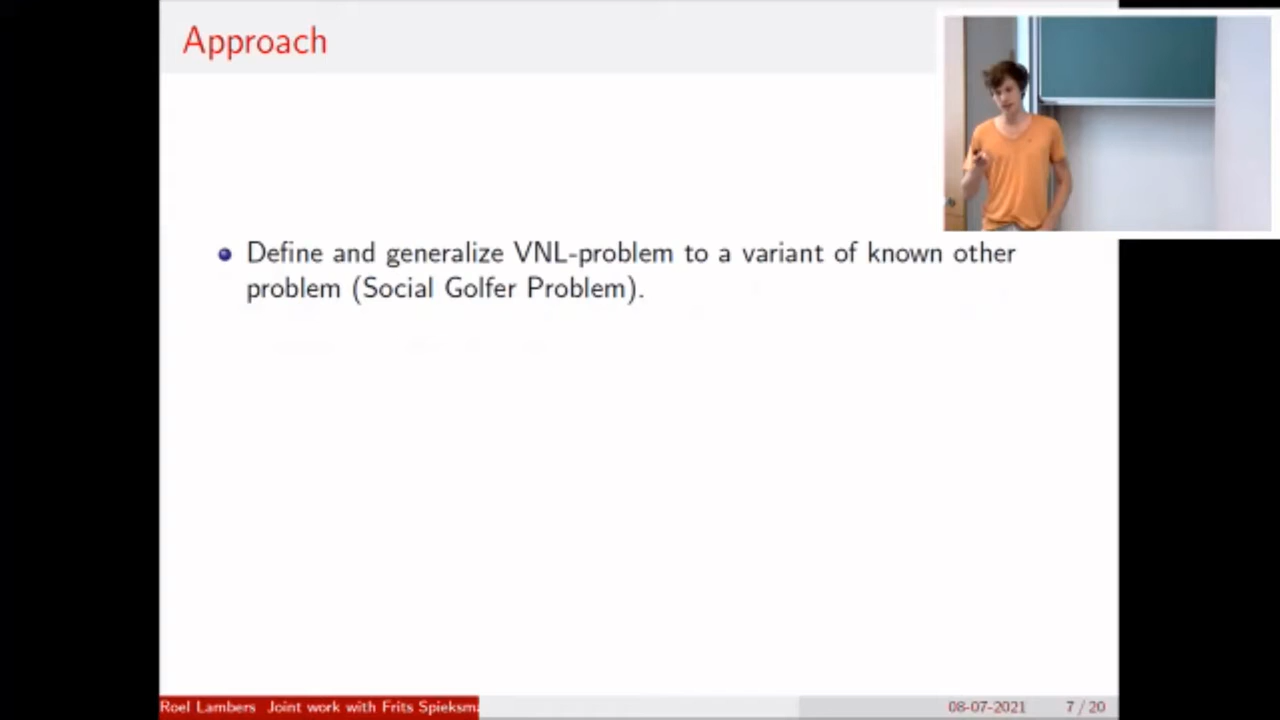 Approach
Define and generalize VNL-problem to a variant of known other
problem (Social Golfer Problem).
Roel Lambers Joint work with Frits Spieksma
08-07-2021 7 / 20